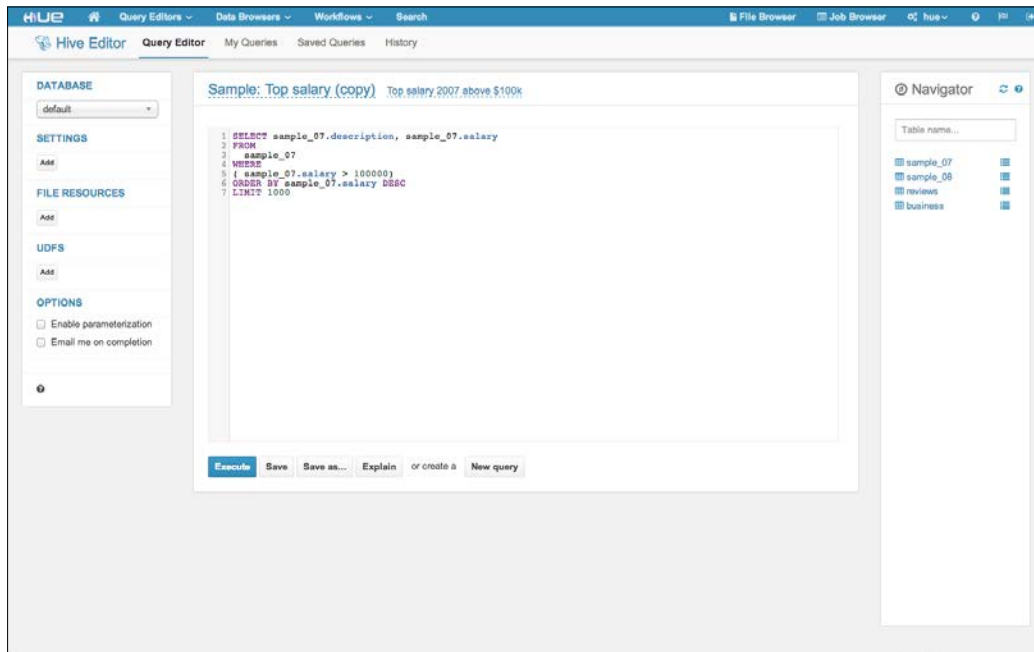 HUE Query Editors Data Browsers Workflows Search File Browser Job Browser hue
Hive Editor Query Editor My Queries Saved Queries History
DATABASE
default
SETTINGS
Add
FILE RESOURCES
Add
UDFS
Add
OPTIONS
Enable parameterization
Email me on completion
Sample: Top salary (copy) Top salary 2007 above $100k
1 SELECT sample_07.description, sample_07.salary
2 FROM
3 sample_07
4 WHERE
5 ( sample_07.salary > 100000)
6 ORDER BY sample_07.salary DESC
7 LIMIT 1000
Execute Save Save as... Explain or create a New query
Navigator
Table name...
sample_07
sample_08
reviews
business